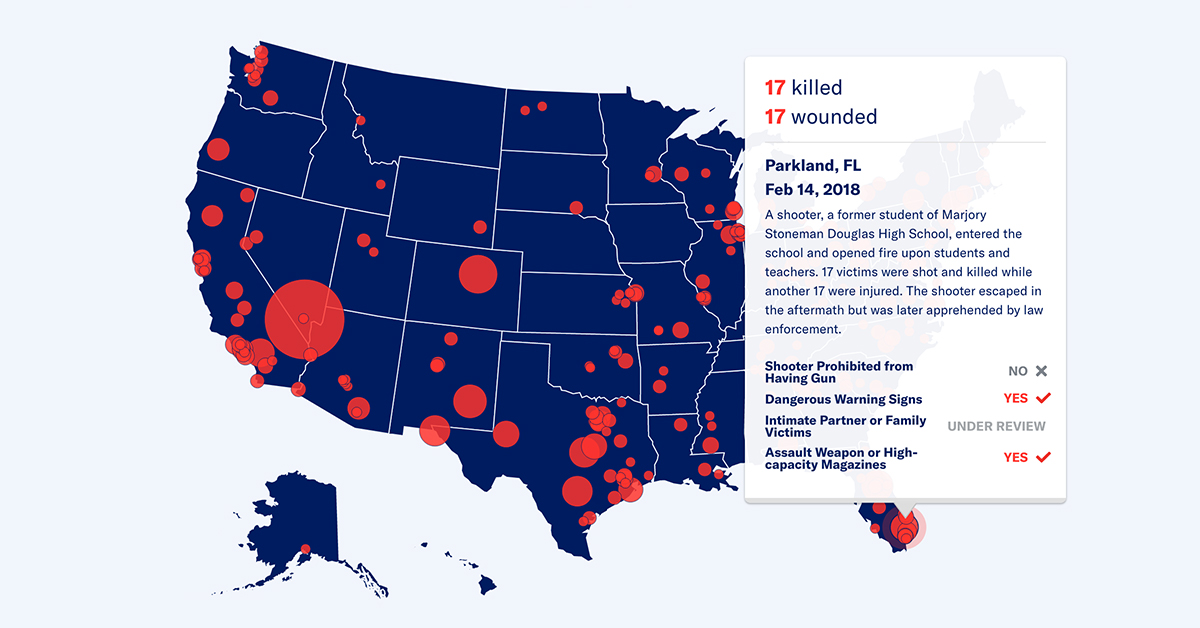 17 killed
17 wounded
Parkland, FL
Feb 14, 2018
A shooter, a former student of Marjory
Stoneman Douglas High School, entered the
school and opened fire upon students and
teachers. 17 victims were shot and killed while
another 17 were injured. The shooter escaped in
the aftermath but was later apprehended by law
enforcement.
Shooter Prohibited from
Having Gun
NO
Dangerous Warning Signs
YES
Intimate Partner or Family
Victims
UNDER REVIEW
Assault Weapon or High-
capacity Magazines
YES